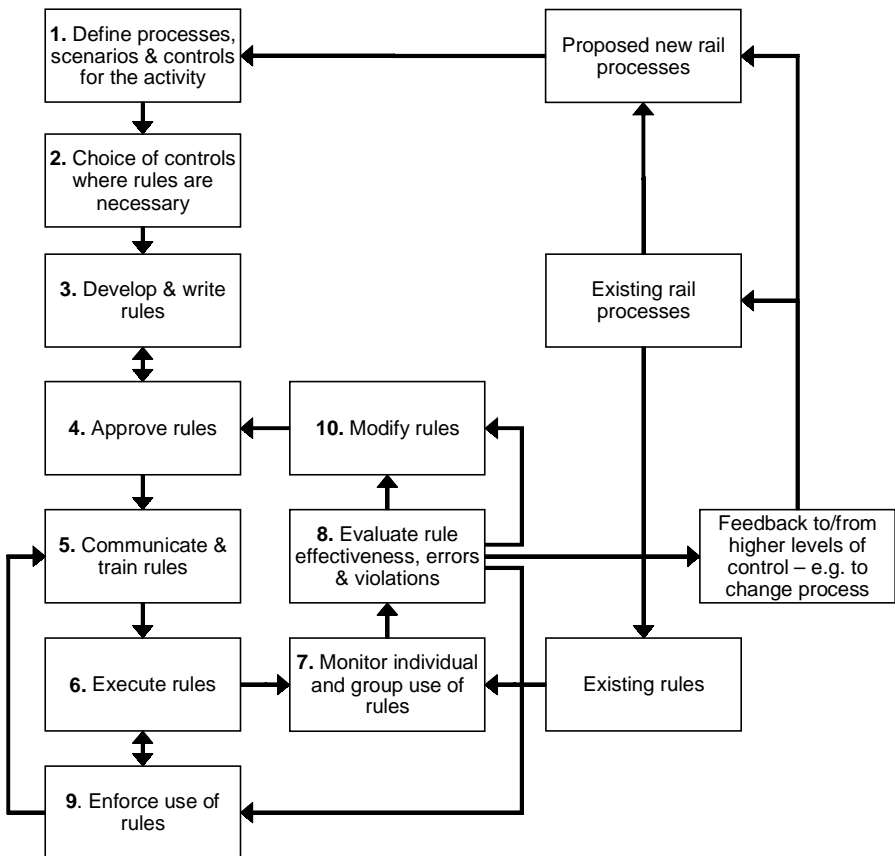 1. Define processes,
scenarios & controls
for the activity
Proposed new rail
processes
2. Choice of controls
where rules are
necessary
3. Develop & write
rules
Existing rail
processes
4. Approve rules
10. Modify rules
5. Communicate &
train rules
8. Evaluate rule
effectiveness, errors
& violations
Feedback to/from
higher levels of
control – e.g. to
change process
6. Execute rules
7. Monitor individual
and group use of
rules
Existing rules
9. Enforce use of
rules